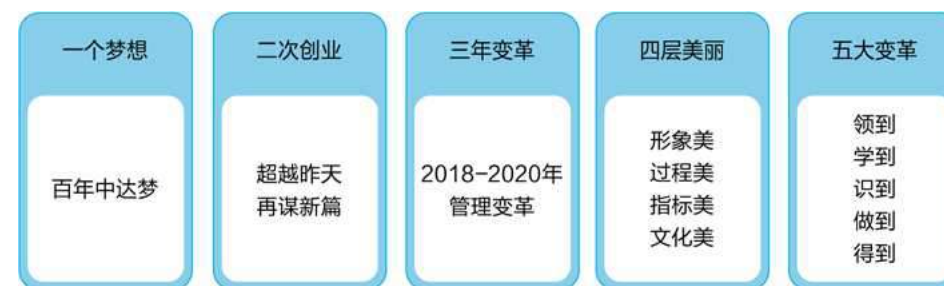 一个梦想
百年中达梦
二次创业
超越昨天
再谋新篇
三年变革
2018-2020年
管理变革
四层美丽
形象美
过程美
指标美
文化美
五大变革
领到
学到
识到
做到
得到